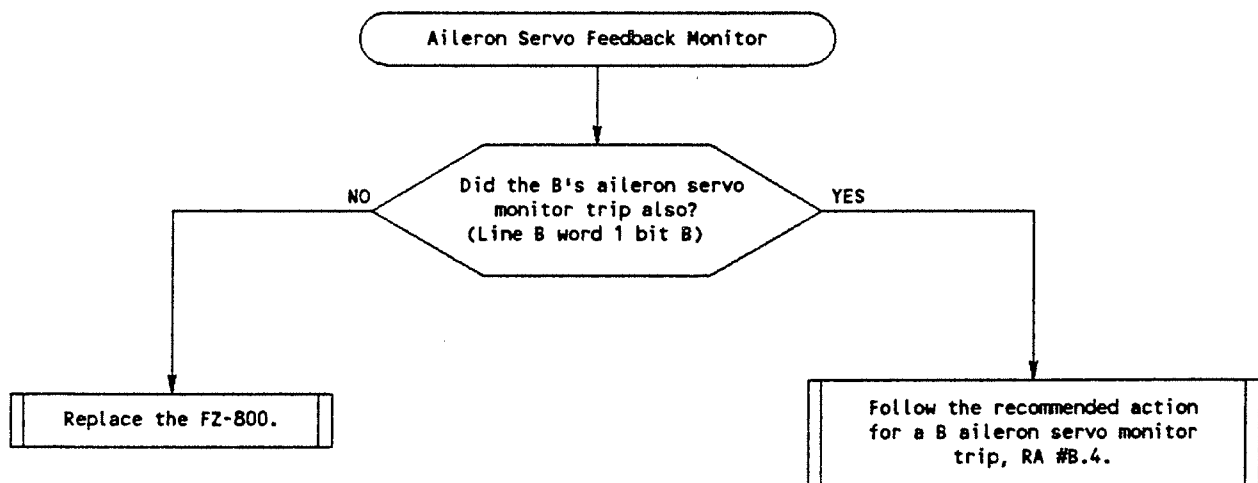 Aileron Servo Feedback Monitor
Did the B's aileron servo
monitor trip also?
(Line B word 1 bit B)
NO
YES
Replace the FZ-800.
Follow the recommended action
for a B aileron servo monitor
trip, RA #B.4.